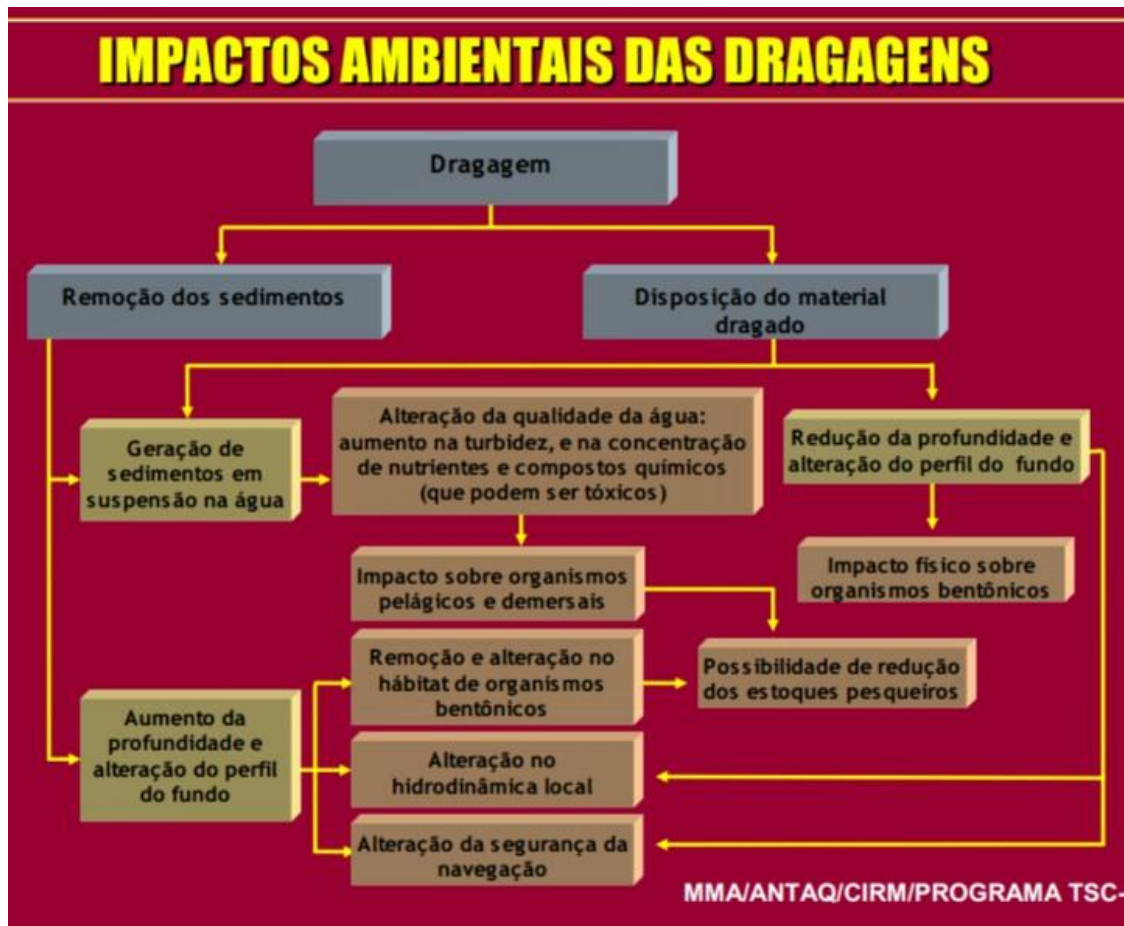 IMPACTOS AMBIENTAIS DAS DRAGAGENS
Dragagem
Remoção dos sedimentos
Disposição do material
dragado
Geração de
sedimentos em
suspensão na água
Alteração da qualidade da água:
aumento na turbidez, e na concentração
de nutrientes e compostos químicos
(que podem ser tóxicos)
Redução da profundidade e
alteração do perfil do fundo
Impacto sobre organismos
pelágicos e demersais
Impacto físico sobre
organismos bentônicos
Remoção e alteração no
hábitat de organismos
bentônicos
Possibilidade de redução
dos estoques pesqueiros
Aumento da
profundidade e
alteração do perfil
do fundo
Alteração no
hidrodinâmica local
Alteração da segurança da
navegação
MMA/ANTAQ/CIRM/PROGRAMA TSC-